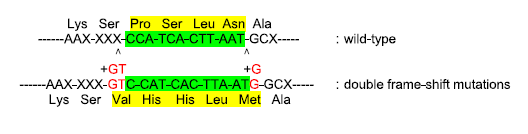 Lys Ser Pro Ser Leu Asn Ala
------AAX-XXX-CCA-TCA-CTT-AAT-GCX----- : wild-type
^ ^
+GT +G
------AAX-XXX-GTC-CAT-CAC-TTA-ATG-GCX----- : double frame-shift mutations
Lys Ser Val His His Leu Met Ala